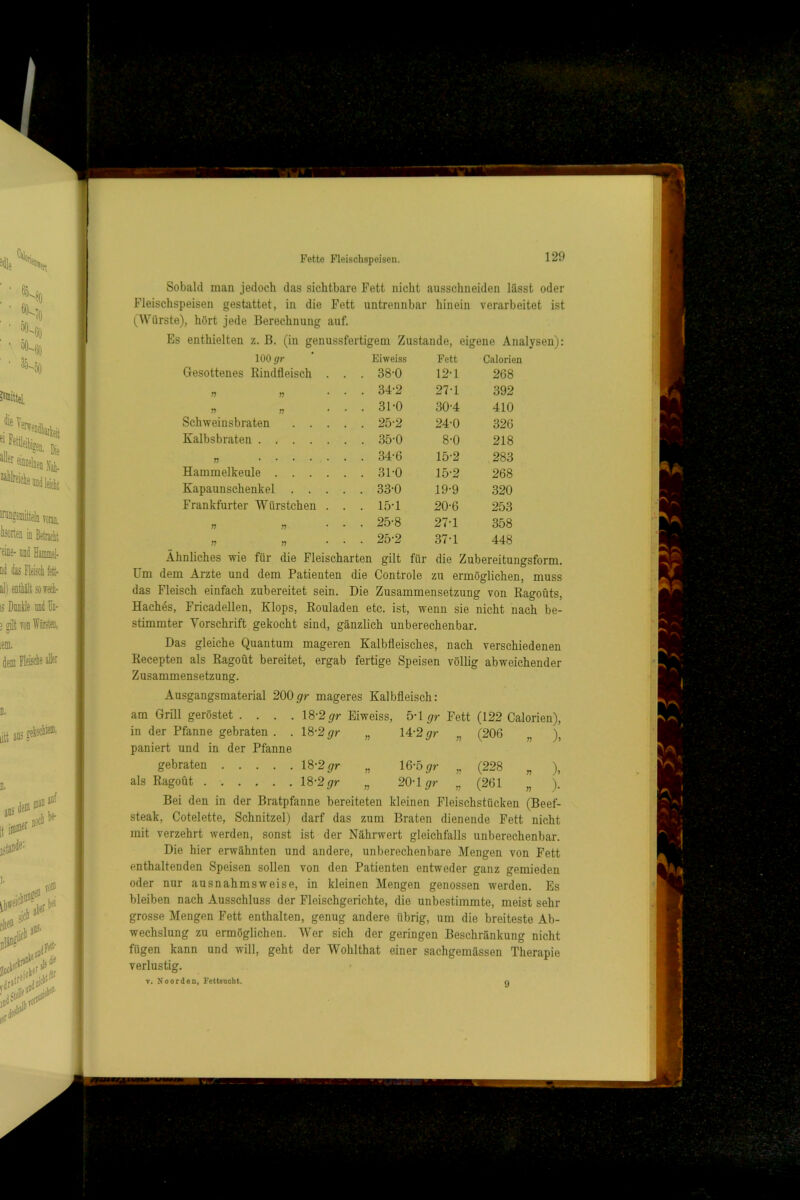 Fette Fleischspeisen. 129
Sobald man jedoch das sichtbare Fett nicht ausschneiden lässt oder
Fleischspeisen gestattet, in die Fett untrennbar hinein verarbeitet ist
(Würste), hört jede Berechnung auf.
Es enthielten z. B. (in genussfertigem Zustande, eigene Analysen):
100 gr Eiweiss Fett Calorien
Gesottenes Rindfleisch . . . 38·0 12·1 268
„ „ . . . 34·2 27·1 392
„ „ . . . 31·0 30·4 410
Schweinsbraten . . . . . 25·2 24·0 326
Kalbsbraten . . . . . . . 35·0 8·0 218
„ . . . . . . . 34·6 15·2 283
Hammelkeule . . . . . . 31·0 15·2 268
Kapaunschenkel . . . . . 33·0 19·9 320
Frankfurter Würstchen . . . 15·1 20·6 253
„ „ . . . 25·8 27·1 358
„ „ . . . 25·2 37·1 448
Ähnliches wie für die Fleischarten gilt für die Zubereitungsform.
Um dem Arzte und dem Patienten die Controle zu ermöglichen, muss
das Fleisch einfach zubereitet sein. Die Zusammensetzung von Ragoûts,
Hachés, Fricadellen, Klops, Rouladen etc. ist, wenn sie nicht nach be-
stimmter Vorschrift gekocht sind, gänzlich unberechenbar.
Das gleiche Quantum mageren Kalbfleisches, nach verschiedenen
Recepten als Ragoût bereitet, ergab fertige Speisen völlig abweichender
Zusammensetzung.
Ausgangsmaterial 200 gr mageres Kalbfleisch:
am Grill geröstet . . . . 18·2 gr Eiweiss, 5·1 gr Fett (122 Calorien),
in der Pfanne gebraten . . 18·2 gr „ 14·2 gr „ (206 „ ),
paniert und in der Pfanne
gebraten . . . . . 18·2 gr „ 16·5 gr „ (228 „ ),
als Ragoût . . . . . . 18·2 gr „ 20·1 gr „ (261 „ ).
Bei den in der Bratpfanne bereiteten kleinen Fleischstücken (Beef-
steak, Cotelette, Schnitzel) darf das zum Braten dienende Fett nicht
mit verzehrt werden, sonst ist der Nährwert gleichfalls unberechenbar.
Die hier erwähnten und andere, unberechenbare Mengen von Fett
enthaltenden Speisen sollen von den Patienten entweder ganz gemieden
oder nur ausnahmsweise, in kleinen Mengen genossen werden. Es
bleiben nach Ausschluss der Fleischgerichte, die unbestimmte, meist sehr
grosse Mengen Fett enthalten, genug andere übrig, um die breiteste Ab-
wechslung zu ermöglichen. Wer sich der geringen Beschränkung nicht
fügen kann und will, geht der Wohlthat einer sachgemässen Therapie
verlustig.
v. Noorden, Fettsucht. 9